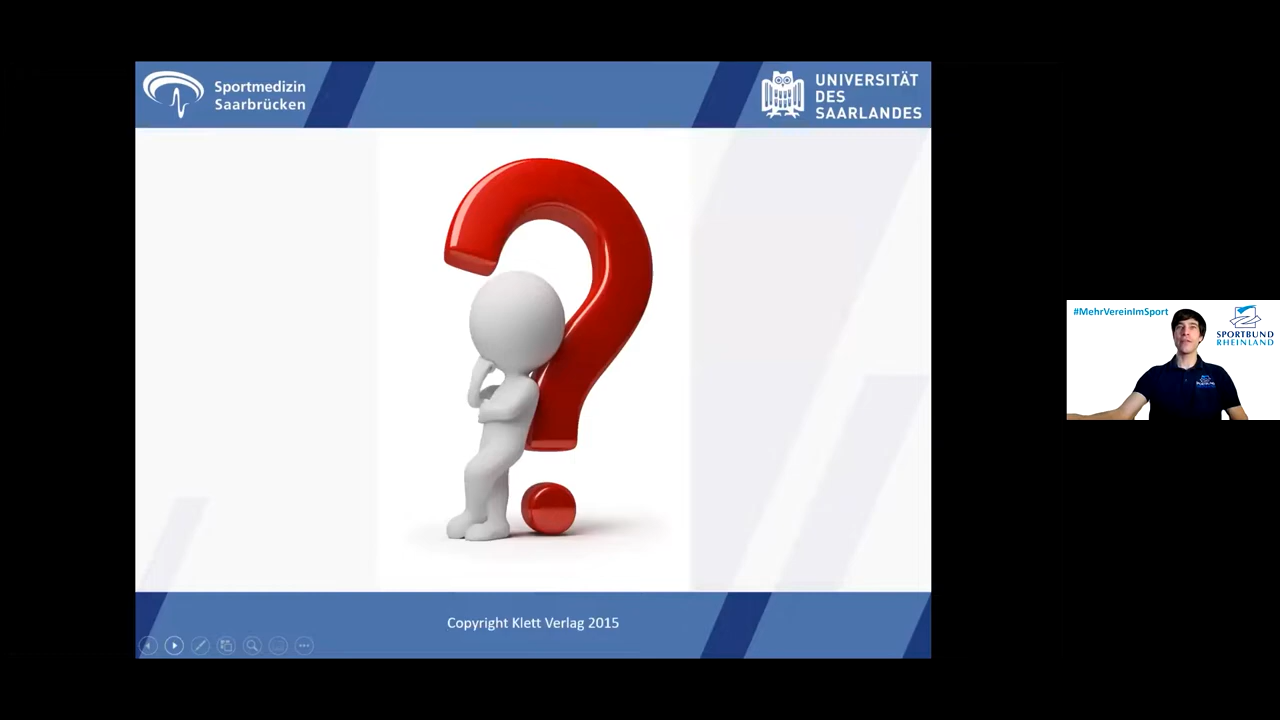 Sportmedizin
Saarbrücken
UNIVERSITÄT
DES
SAARLANDES
#MehrVereinImSport
SPORTBUND
RHEINLAND
Copyright Klett Verlag 2015